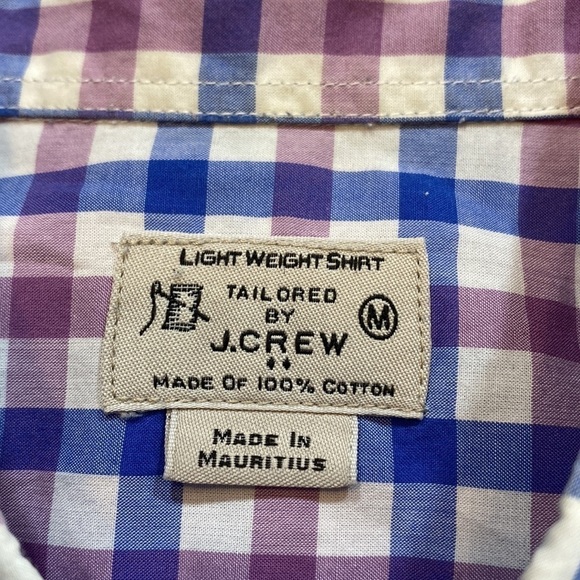 LIGHT WEIGHT SHIRT
TAILORED
BY
J.CREW
M
MADE OF 100% COTTON
MADE IN
MAURITIUS